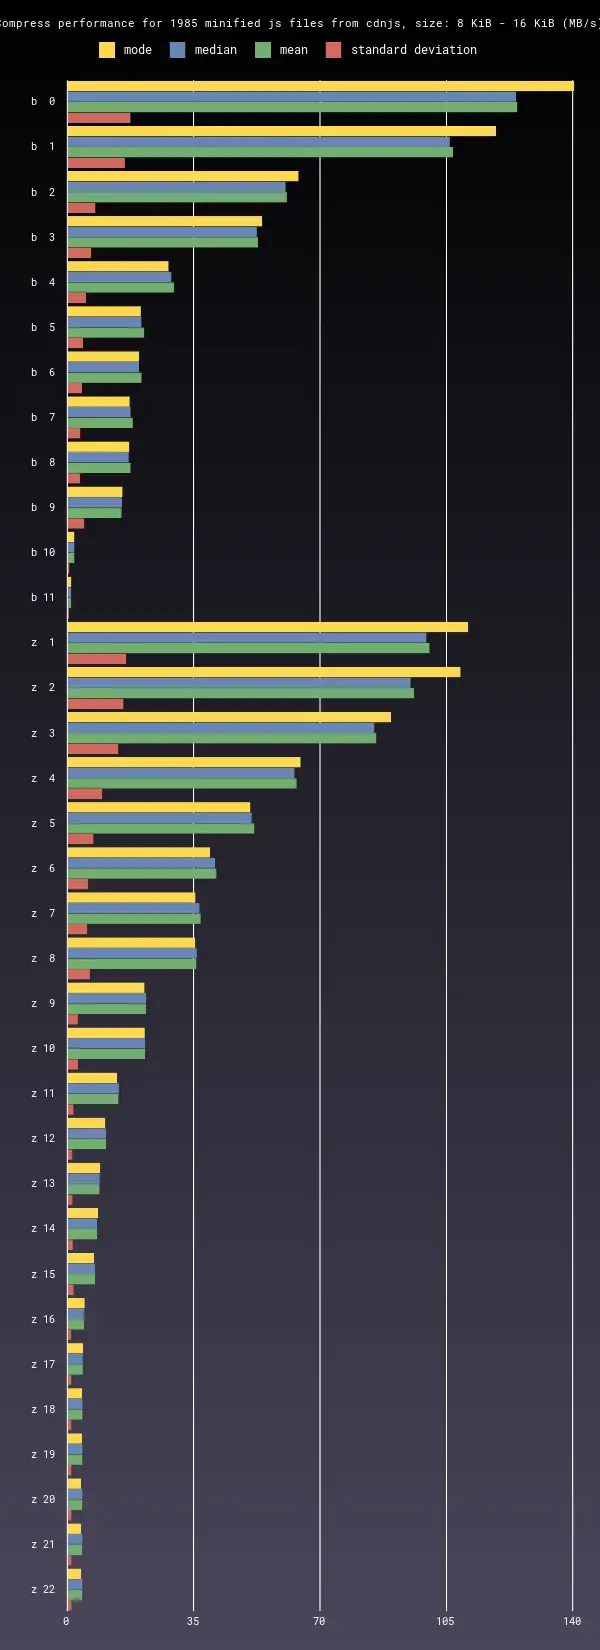 Compress performance for 1985 minified js files from cdnjs, size: 8 KiB - 16 KiB (MB/s)
mode median mean standard deviation
b 0
b 1
b 2
b 3
b 4
b 5
b 6
b 7
b 8
b 9
b 10
b 11
z 1
z 2
z 3
z 4
z 5
z 6
z 7
z 8
z 9
z 10
z 11
z 12
z 13
z 14
z 15
z 16
z 17
z 18
z 19
z 20
z 21
z 22
0 35 70 105 140